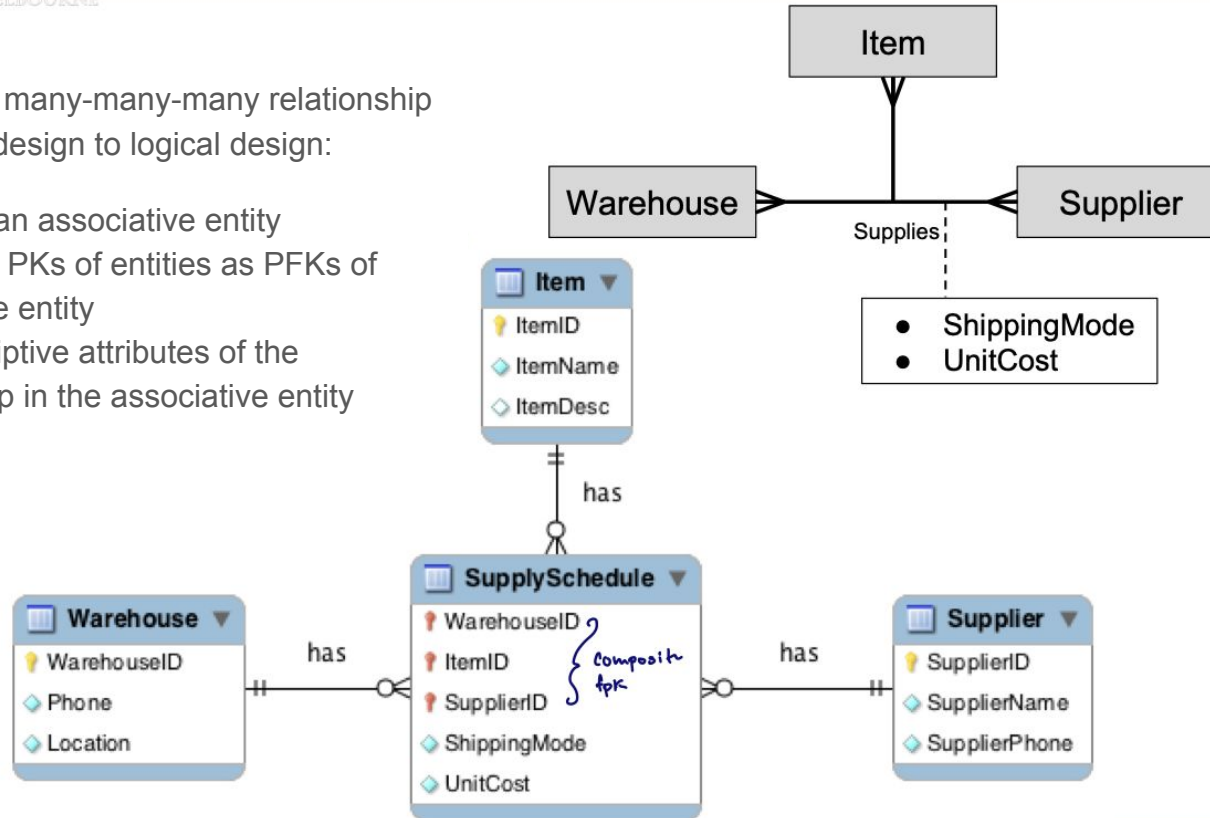 many-many-many relationship
design to logical design:
an associative entity
PKs of entities as PFKs of
e entity
iptive attributes of the
p in the associative entity
Item
Warehouse
Supplier
Supplies
● ShippingMode
● UnitCost
Item
ItemID
ItemName
ItemDesc
has
SupplySchedule
WarehouseID
ItemID
SupplierID
ShippingMode
UnitCost
composite
fpk
Warehouse
WarehouseID
Phone
Location
has
has
Supplier
SupplierID
SupplierName
SupplierPhone